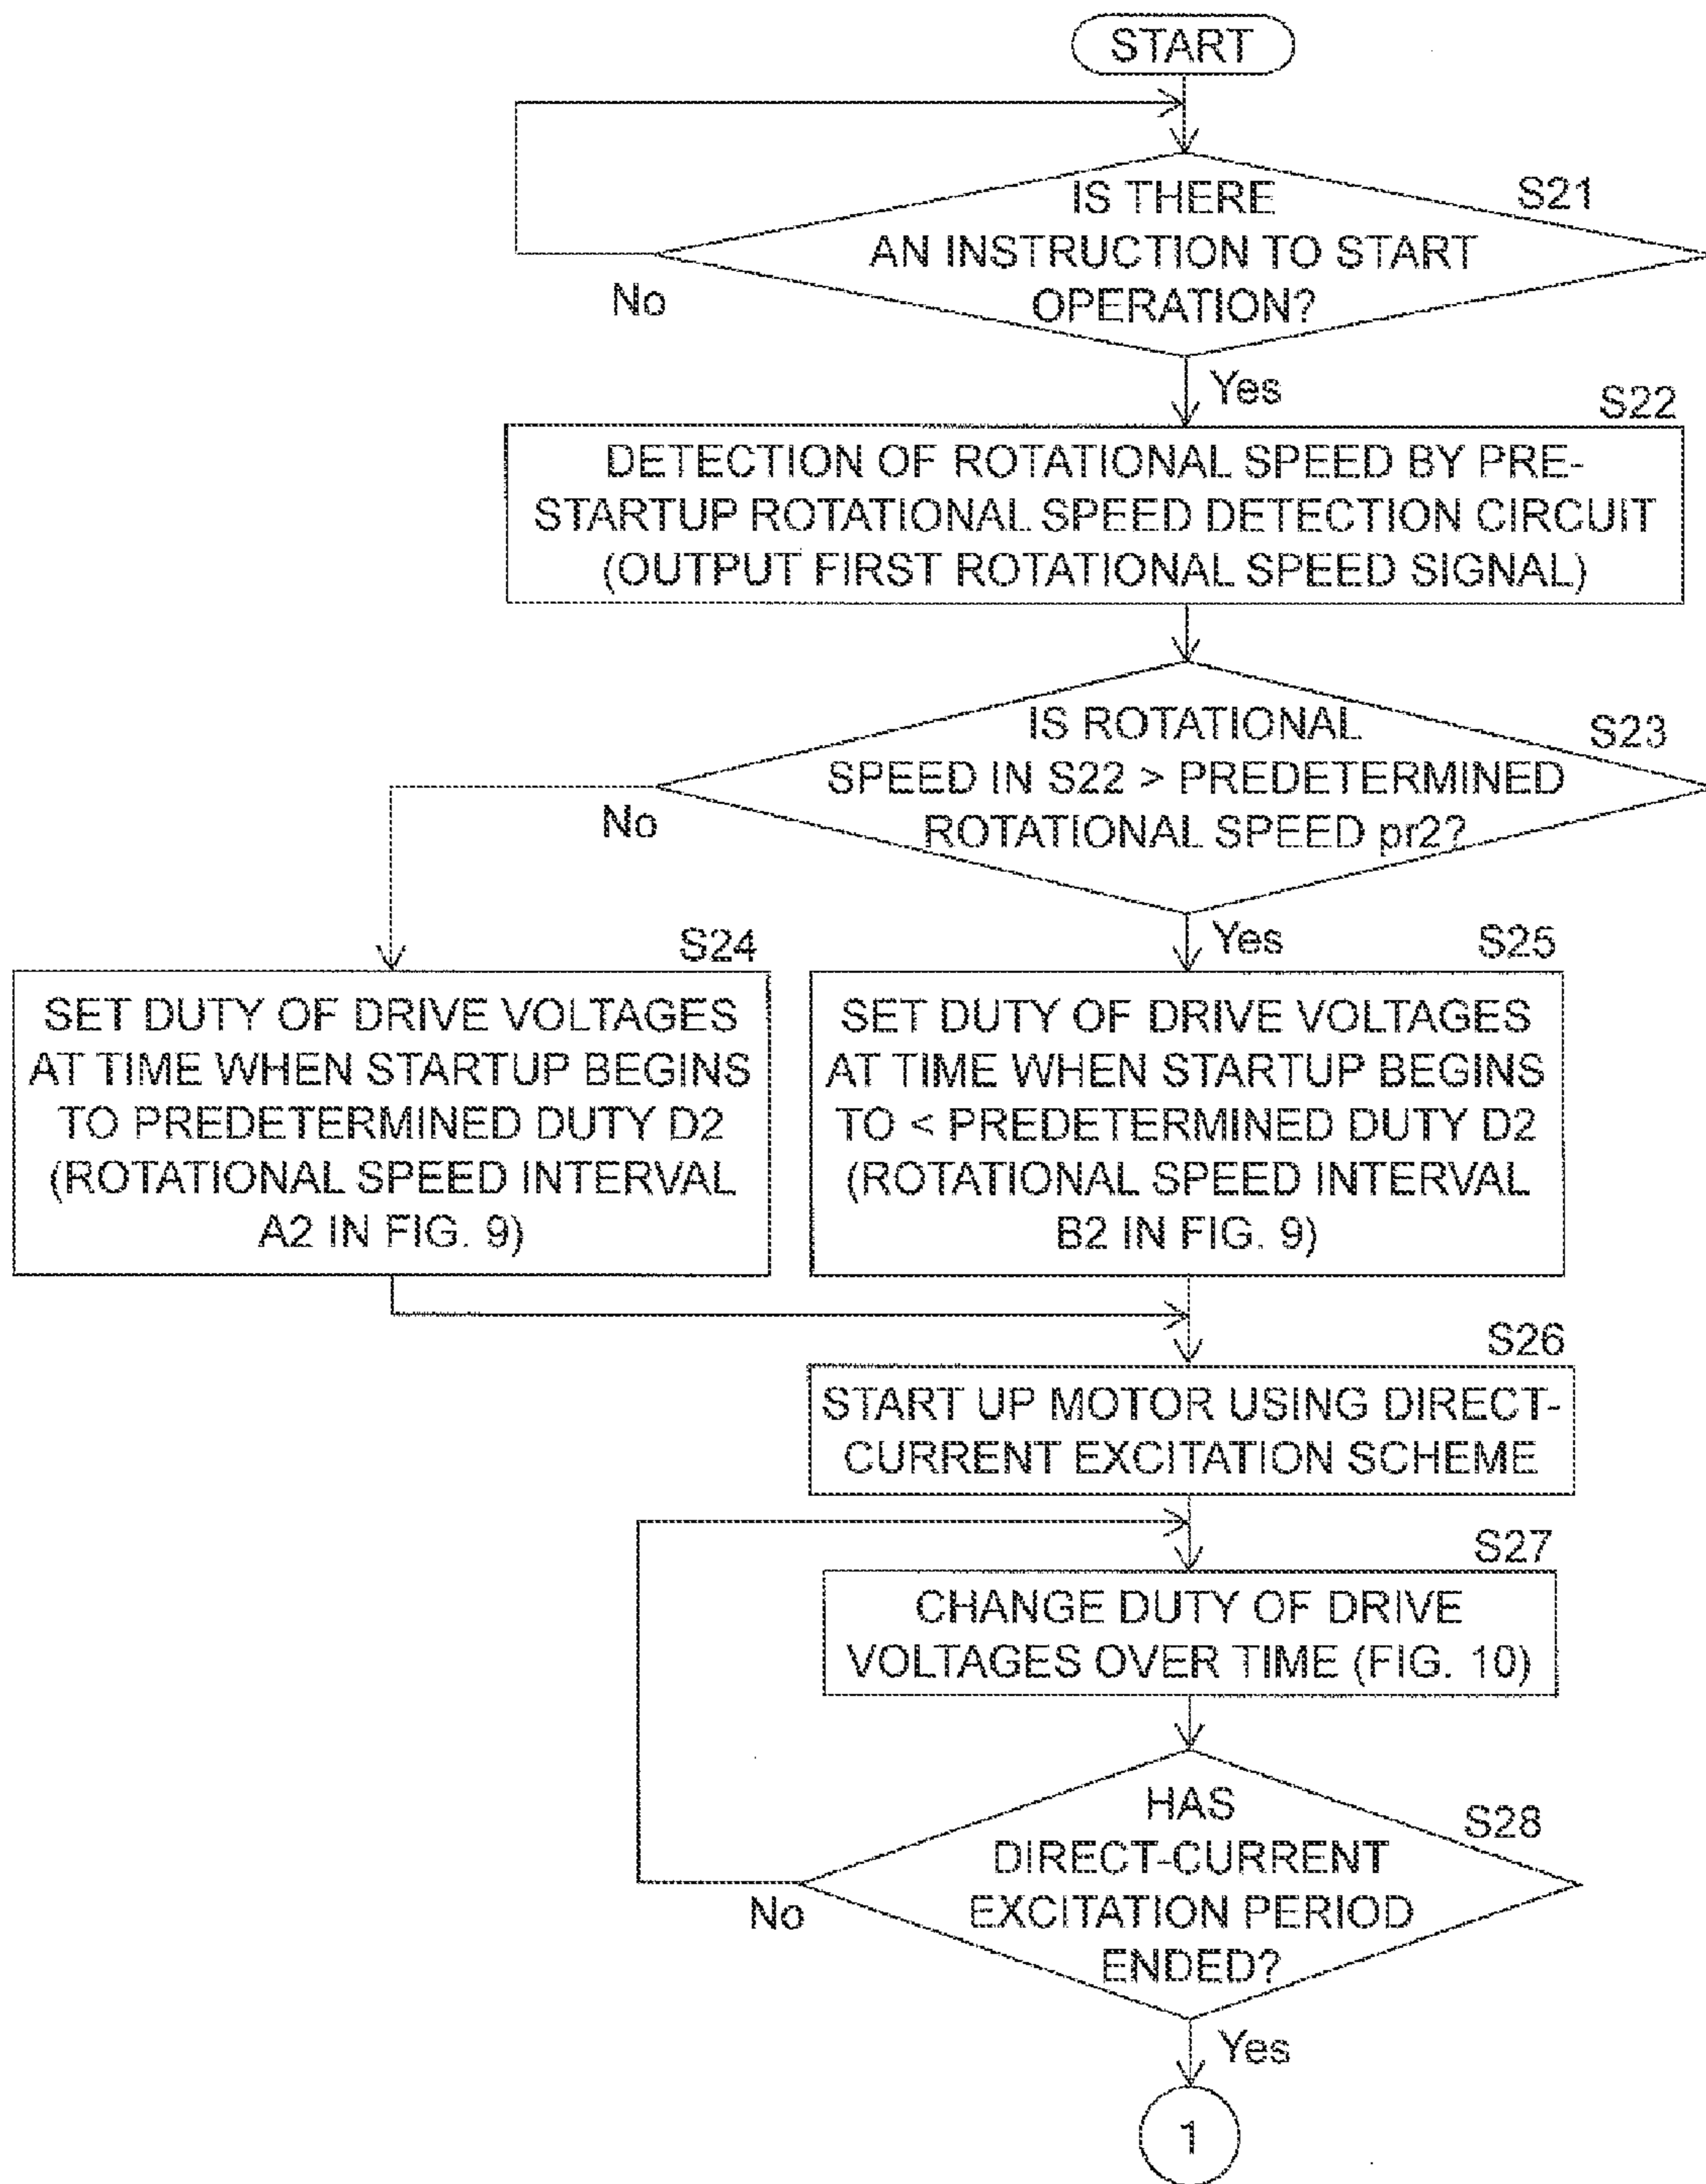 START
IS THERE
AN INSTRUCTION TO START
OPERATION?
S21
No
Yes
S22
DETECTION OF ROTATIONAL SPEED BY PRE-
STARTUP ROTATIONAL SPEED DETECTION CIRCUIT
(OUTPUT FIRST ROTATIONAL SPEED SIGNAL)
IS ROTATIONAL
SPEED IN S22 > PREDETERMINED
ROTATIONAL SPEED pr2?
S23
No
Yes
S24
SET DUTY OF DRIVE VOLTAGES
AT TIME WHEN STARTUP BEGINS
TO PREDETERMINED DUTY D2
(ROTATIONAL SPEED INTERVAL
A2 IN FIG. 9)
S25
SET DUTY OF DRIVE VOLTAGES
AT TIME WHEN STARTUP BEGINS
TO < PREDETERMINED DUTY D2
(ROTATIONAL SPEED INTERVAL
B2 IN FIG. 9)
S26
START UP MOTOR USING DIRECT-
CURRENT EXCITATION SCHEME
S27
CHANGE DUTY OF DRIVE
VOLTAGES OVER TIME (FIG. 10)
HAS
DIRECT-CURRENT
EXCITATION PERIOD
ENDED?
S28
No
Yes
1